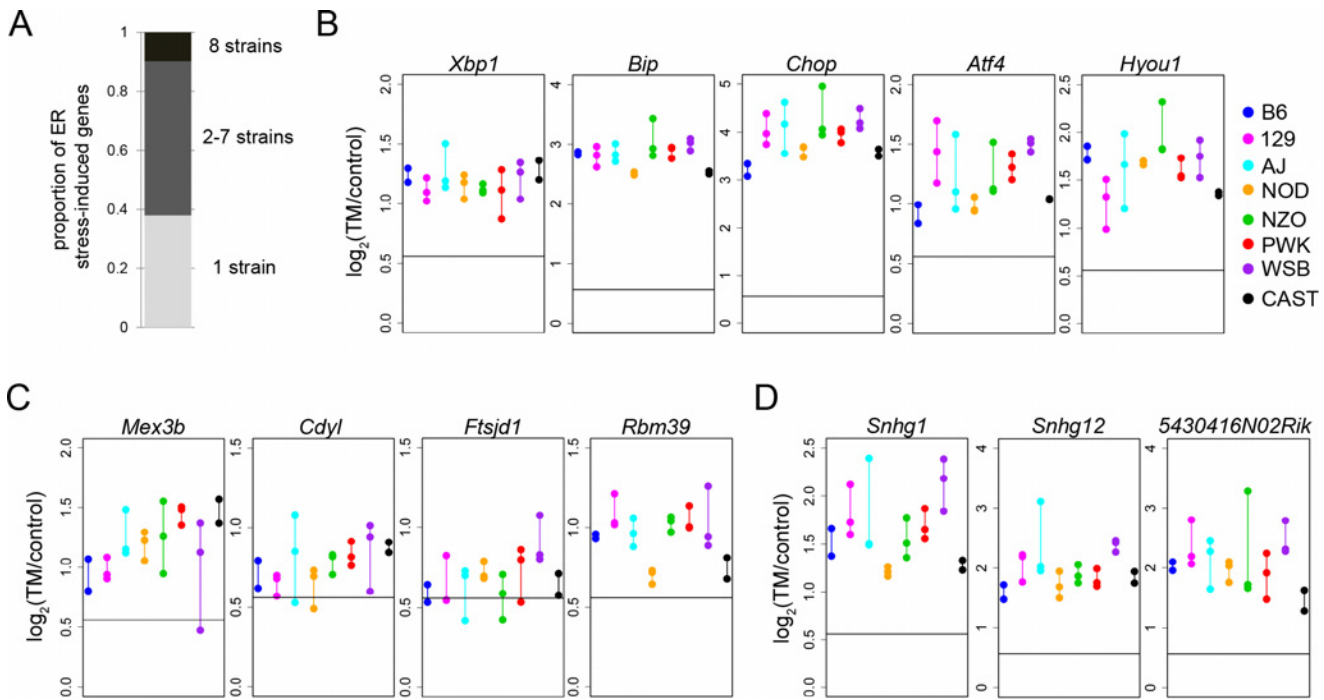 A
proportion of ER
stress-induced genes
1
0.8
0.6
0.4
0.2
0
8 strains
2-7 strains
1 strain
B
log2(TM/control)
Xbp1
2.0
1.5
1.0
0.5
0.0
Bip
4
3
2
1
0
Chop
5
4
3
2
1
0
Atf4
2.0
1.5
1.0
0.5
0.0
Hyou1
2.5
2.0
1.5
1.0
0.5
0.0
B6
129
AJ
NOD
NZO
PWK
WSB
CAST
C
log2(TM/control)
Mex3b
2.0
1.5
1.0
0.5
0.0
Cdyl
1.5
1.0
0.5
0.0
Ftsjd1
1.5
1.0
0.5
0.0
Rbm39
1.5
1.0
0.5
0.0
D
Snhg1
2.5
2.0
1.5
1.0
0.5
0.0
Snhg12
4
3
2
1
0
5430416N02Rik
4
3
2
1
0